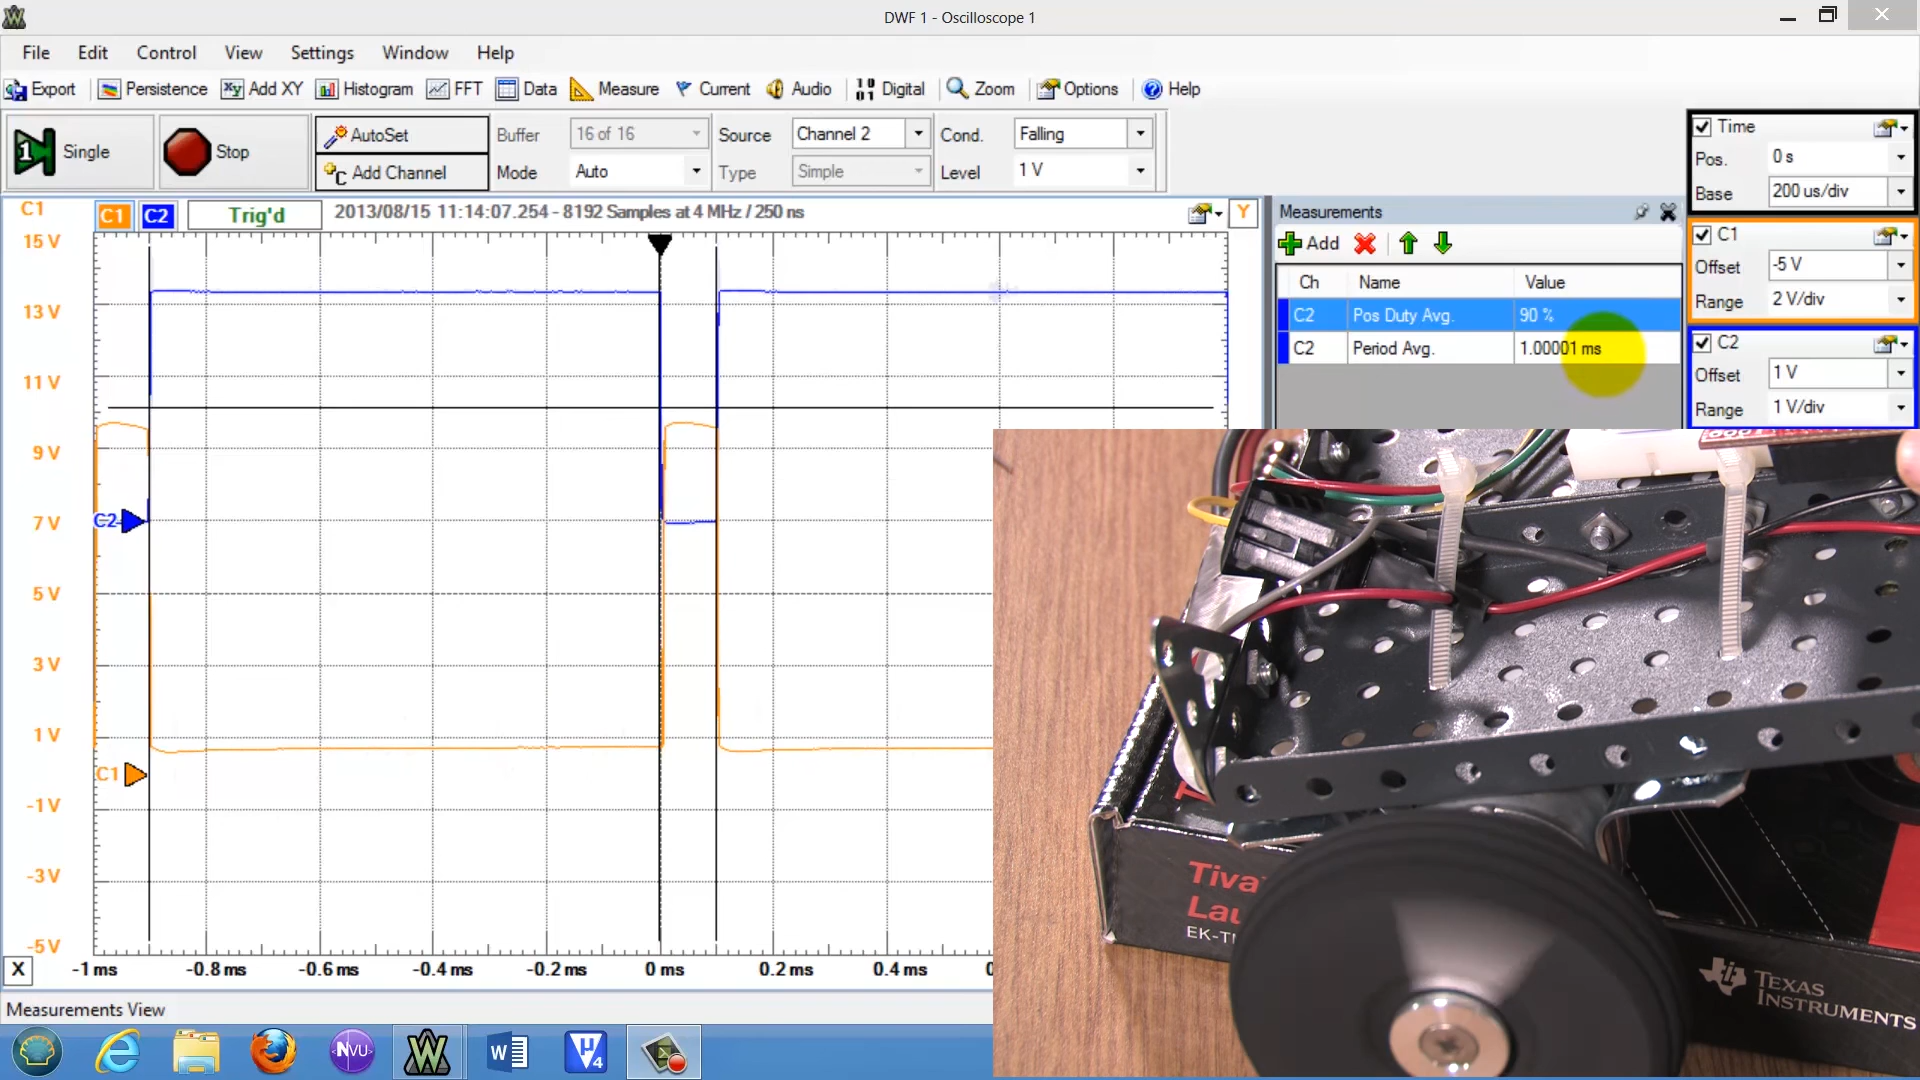 DWF 1 - Oscilloscope 1
File Edit Control View Settings Window Help
Export Persistence Add XY Histogram FFT Data Measure Current Audio Digital Zoom Options Help
1 Single
Stop
AutoSet
Add Channel
Buffer 16 of 16
Mode Auto
Source Channel 2
Type Simple
Cond. Falling
Level 1 V
Time
Pos. 0 s
Base 200 us/div
C1
Offset -5 V
Range 2 V/div
C2
Offset 1 V
Range 1 V/div
C1 C1 C2 Trig'd 2013/08/15 11:14:07.254 - 8192 Samples at 4 MHz / 250 ns Y
15 V
13 V
11 V
9 V
7 V
5 V
3 V
1 V
-1 V
-3 V
-5 V
C2
C1
X -1 ms -0.8 ms -0.6 ms -0.4 ms -0.2 ms 0 ms 0.2 ms 0.4 ms
Measurements
Add
Ch Name Value
C2 Pos Duty Avg. 90 %
C2 Period Avg. 1.00001 ms
Tiva
Lau
EK-T
TEXAS
INSTRUMENTS
Measurements View
NVU
W
µ4